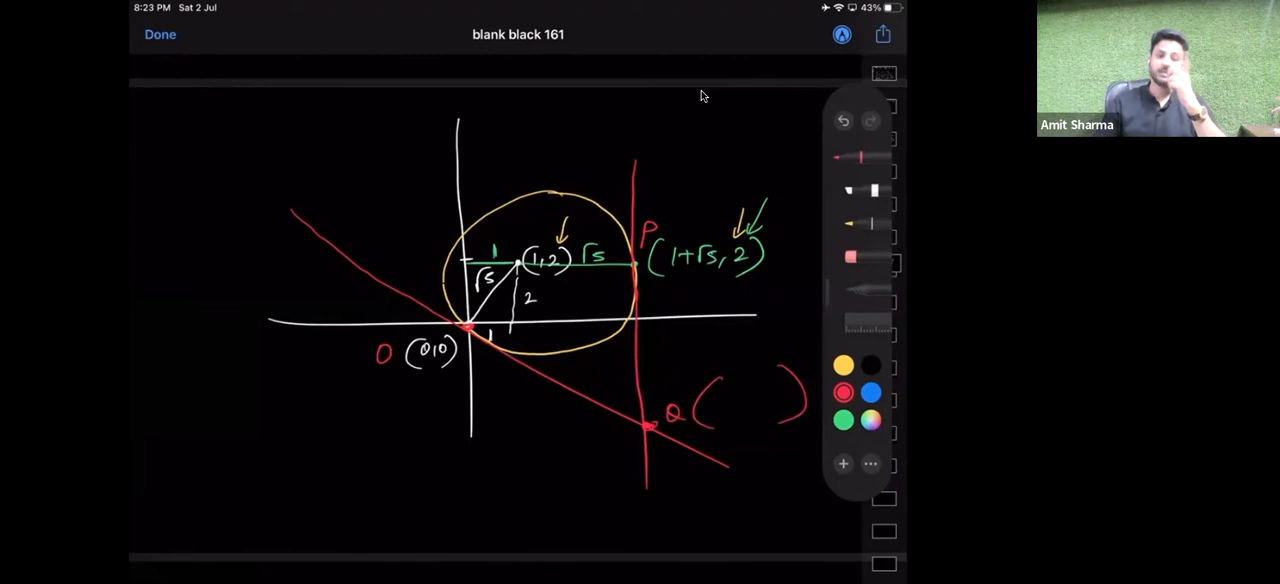 8:23 PM Sat 2 Jul
43%
Done
blank black 161
Amit Sharma
P
1
(1,2)
√5
(1+√5, 2)
√5
2
1
O (0,0)
Q ( )